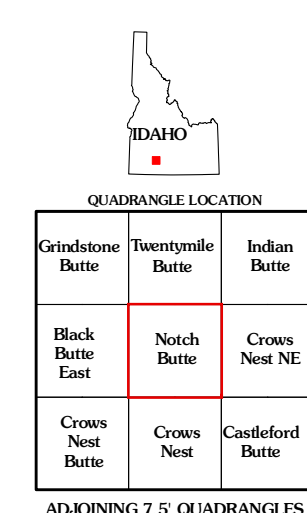 IDAHO
QUADRANGLE LOCATION
Grindstone
Butte
Twentymile
Butte
Indian
Butte
Black
Butte
East
Notch
Butte
Crows
Nest NE
Crows
Nest
Butte
Crows
Nest
Castleford
Butte
ADJOINING 7.5' QUADRANGLES